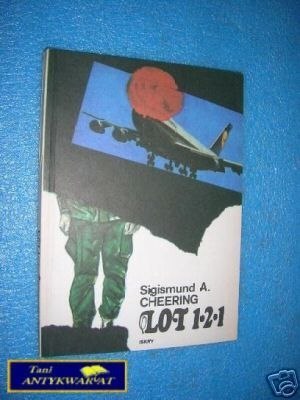 Sigismund A.
CHEERING
LOT 1·2·1
ISKRY
Tani
ANTYKWARIAT